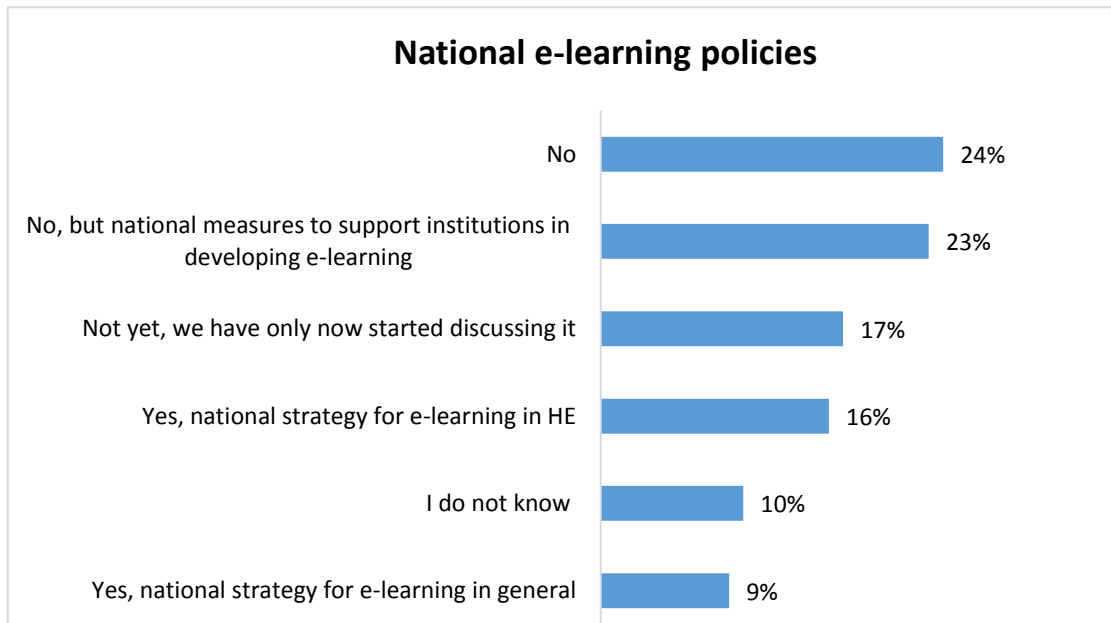 National e-learning policies
No
24%
No, but national measures to support institutions in
developing e-learning
23%
Not yet, we have only now started discussing it
17%
Yes, national strategy for e-learning in HE
16%
I do not know
10%
Yes, national strategy for e-learning in general
9%